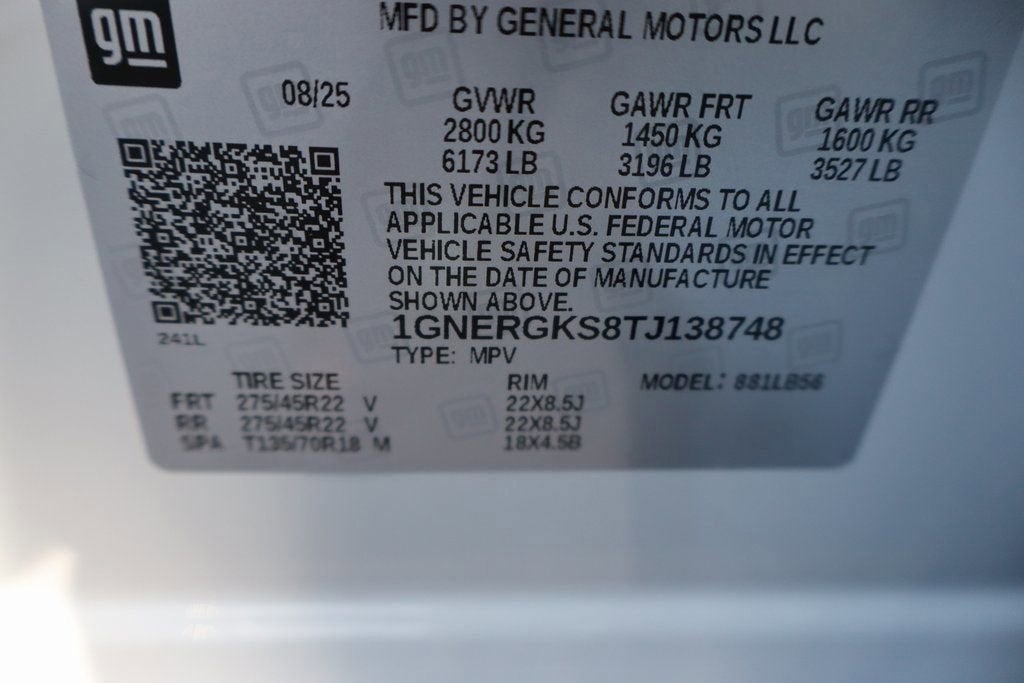 gm
MFD BY GENERAL MOTORS LLC
08/25
GVWR GAWR FRT GAWR RR
2800 KG 1450 KG 1600 KG
6173 LB 3196 LB 3527 LB
THIS VEHICLE CONFORMS TO ALL
APPLICABLE U.S. FEDERAL MOTOR
VEHICLE SAFETY STANDARDS IN EFFECT
ON THE DATE OF MANUFACTURE
SHOWN ABOVE.
1GNERGKS8TJ138748
241L
TYPE: MPV
TIRE SIZE RIM MODEL:
FRT 275/45R22 V 22X8.5J
RR 275/45R22 V 22X8.5J
SPA T135/70R18 M 18X4.5B